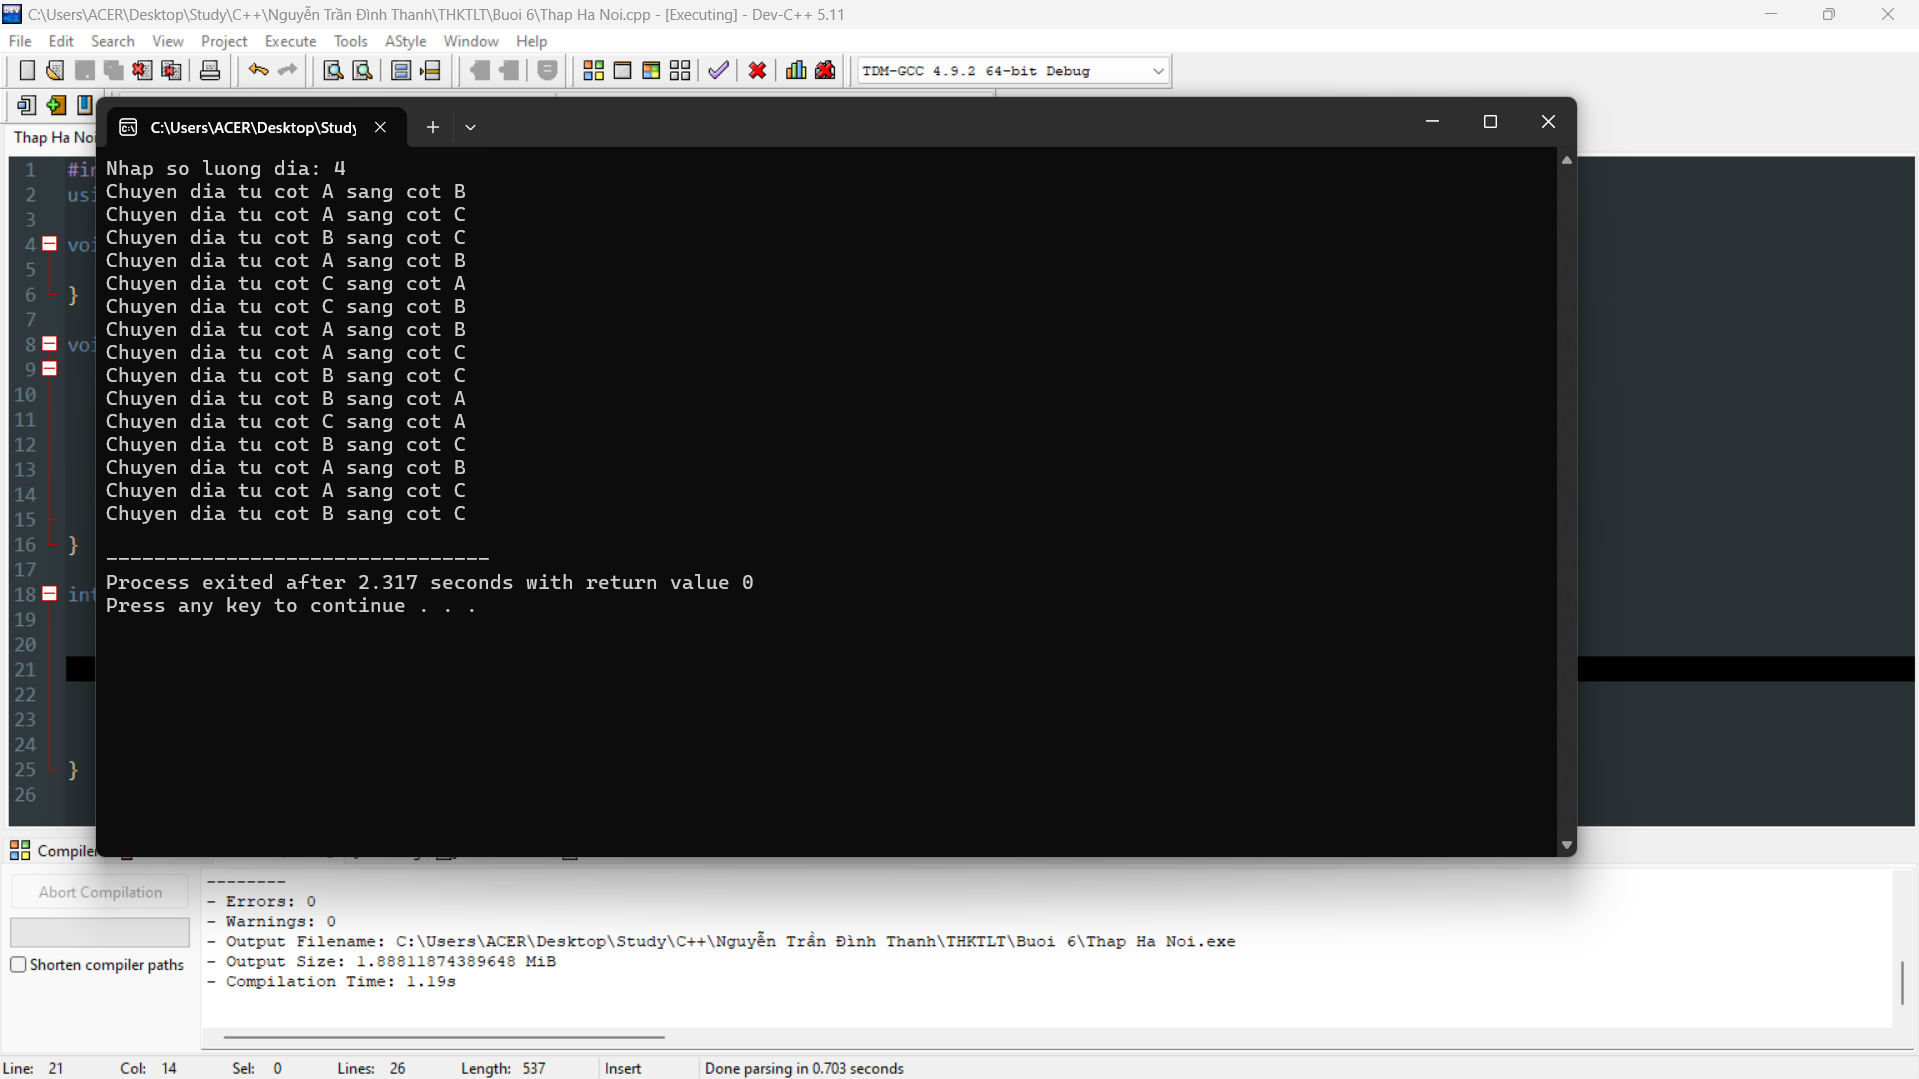 C:\Users\ACER\Desktop\Study\C++\Nguyễn Trần Đình Thanh\THKTLT\Buoi 6\Thap Ha Noi.cpp - [Executing] - Dev-C++ 5.11
File Edit Search View Project Execute Tools AStyle Window Help
TDM-GCC 4.9.2 64-bit Debug
C:\Users\ACER\Desktop\Study
Thap Ha Noi
1 #in
2 usi
3
4 voi
5
6 }
7
8 voi
9
10
11
12
13
14
15
16 }
17
18 int
19
20
21
22
23
24
25 }
26
Nhap so luong dia: 4
Chuyen dia tu cot A sang cot B
Chuyen dia tu cot A sang cot C
Chuyen dia tu cot B sang cot C
Chuyen dia tu cot A sang cot B
Chuyen dia tu cot C sang cot A
Chuyen dia tu cot C sang cot B
Chuyen dia tu cot A sang cot B
Chuyen dia tu cot A sang cot C
Chuyen dia tu cot B sang cot C
Chuyen dia tu cot B sang cot A
Chuyen dia tu cot C sang cot A
Chuyen dia tu cot B sang cot C
Chuyen dia tu cot A sang cot B
Chuyen dia tu cot A sang cot C
Chuyen dia tu cot B sang cot C
--------------------------------
Process exited after 2.317 seconds with return value 0
Press any key to continue . . .
Compiler
Abort Compilation
Shorten compiler paths
--------
- Errors: 0
- Warnings: 0
- Output Filename: C:\Users\ACER\Desktop\Study\C++\Nguyễn Trần Đình Thanh\THKTLT\Buoi 6\Thap Ha Noi.exe
- Output Size: 1.88811874389648 MiB
- Compilation Time: 1.19s
Line: 21 Col: 14 Sel: 0 Lines: 26 Length: 537 Insert Done parsing in 0.703 seconds